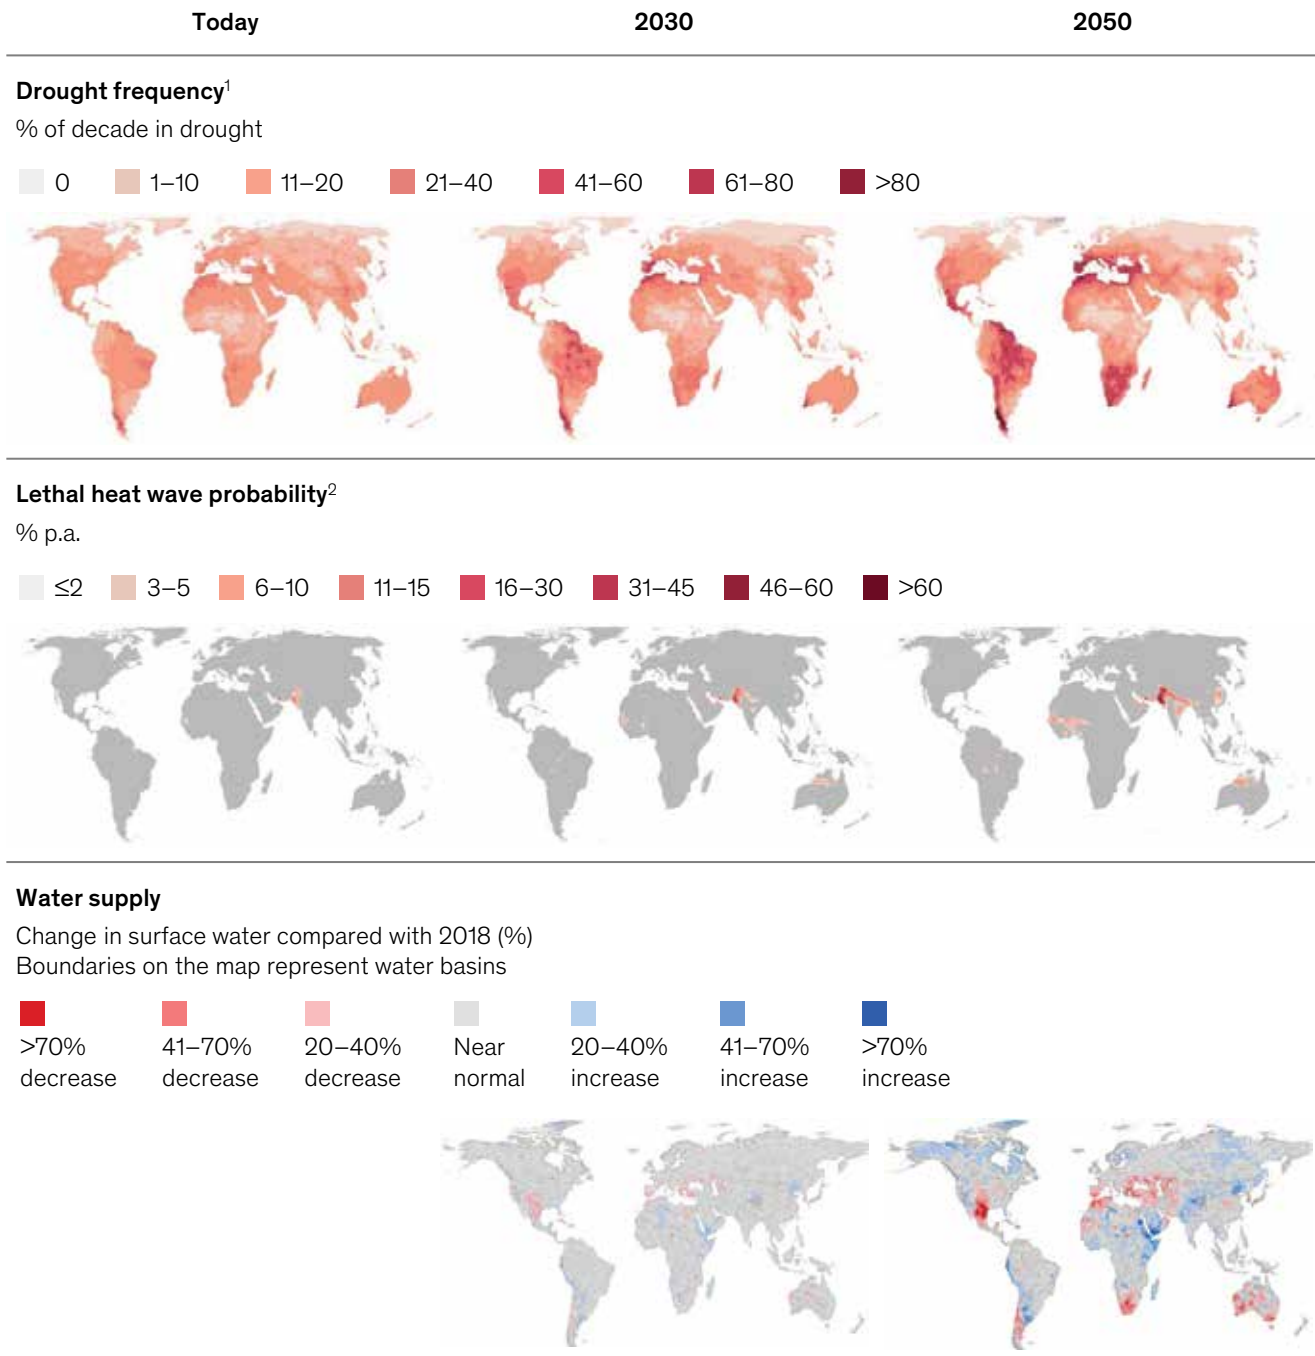 Today 2030 2050
Drought frequency1
% of decade in drought
0 1–10 11–20 21–40 41–60 61–80 >80
Lethal heat wave probability2
% p.a.
≤2 3–5 6–10 11–15 16–30 31–45 46–60 >60
Water supply
Change in surface water compared with 2018 (%)
Boundaries on the map represent water basins
>70% 41–70% 20–40% Near 20–40% 41–70% >70%
decrease decrease decrease normal increase increase increase